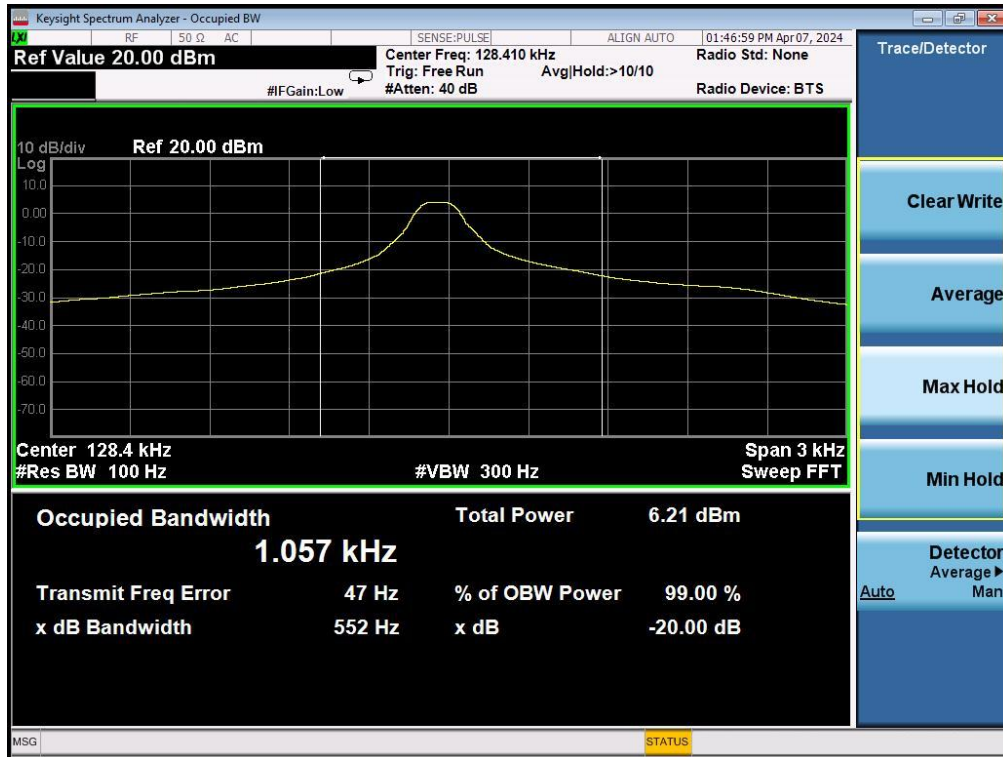 Keysight Spectrum Analyzer - Occupied BW
LXI RF 50 Ω AC SENSE:PULSE ALIGN AUTO 01:46:59 PM Apr 07, 2024
Ref Value 20.00 dBm
Center Freq: 128.410 kHz Radio Std: None
Trig: Free Run Avg|Hold:>10/10
#IFGain:Low #Atten: 40 dB Radio Device: BTS
10 dB/div Ref 20.00 dBm
Log
10.0
0.00
-10.0
-20.0
-30.0
-40.0
-50.0
-60.0
-70.0
Center 128.4 kHz Span 3 kHz
#Res BW 100 Hz #VBW 300 Hz Sweep FFT
Occupied Bandwidth Total Power 6.21 dBm
1.057 kHz
Transmit Freq Error 47 Hz % of OBW Power 99.00 %
x dB Bandwidth 552 Hz x dB -20.00 dB
MSG STATUS
Trace/Detector
Clear Write
Average
Max Hold
Min Hold
Detector
Average
Auto Man